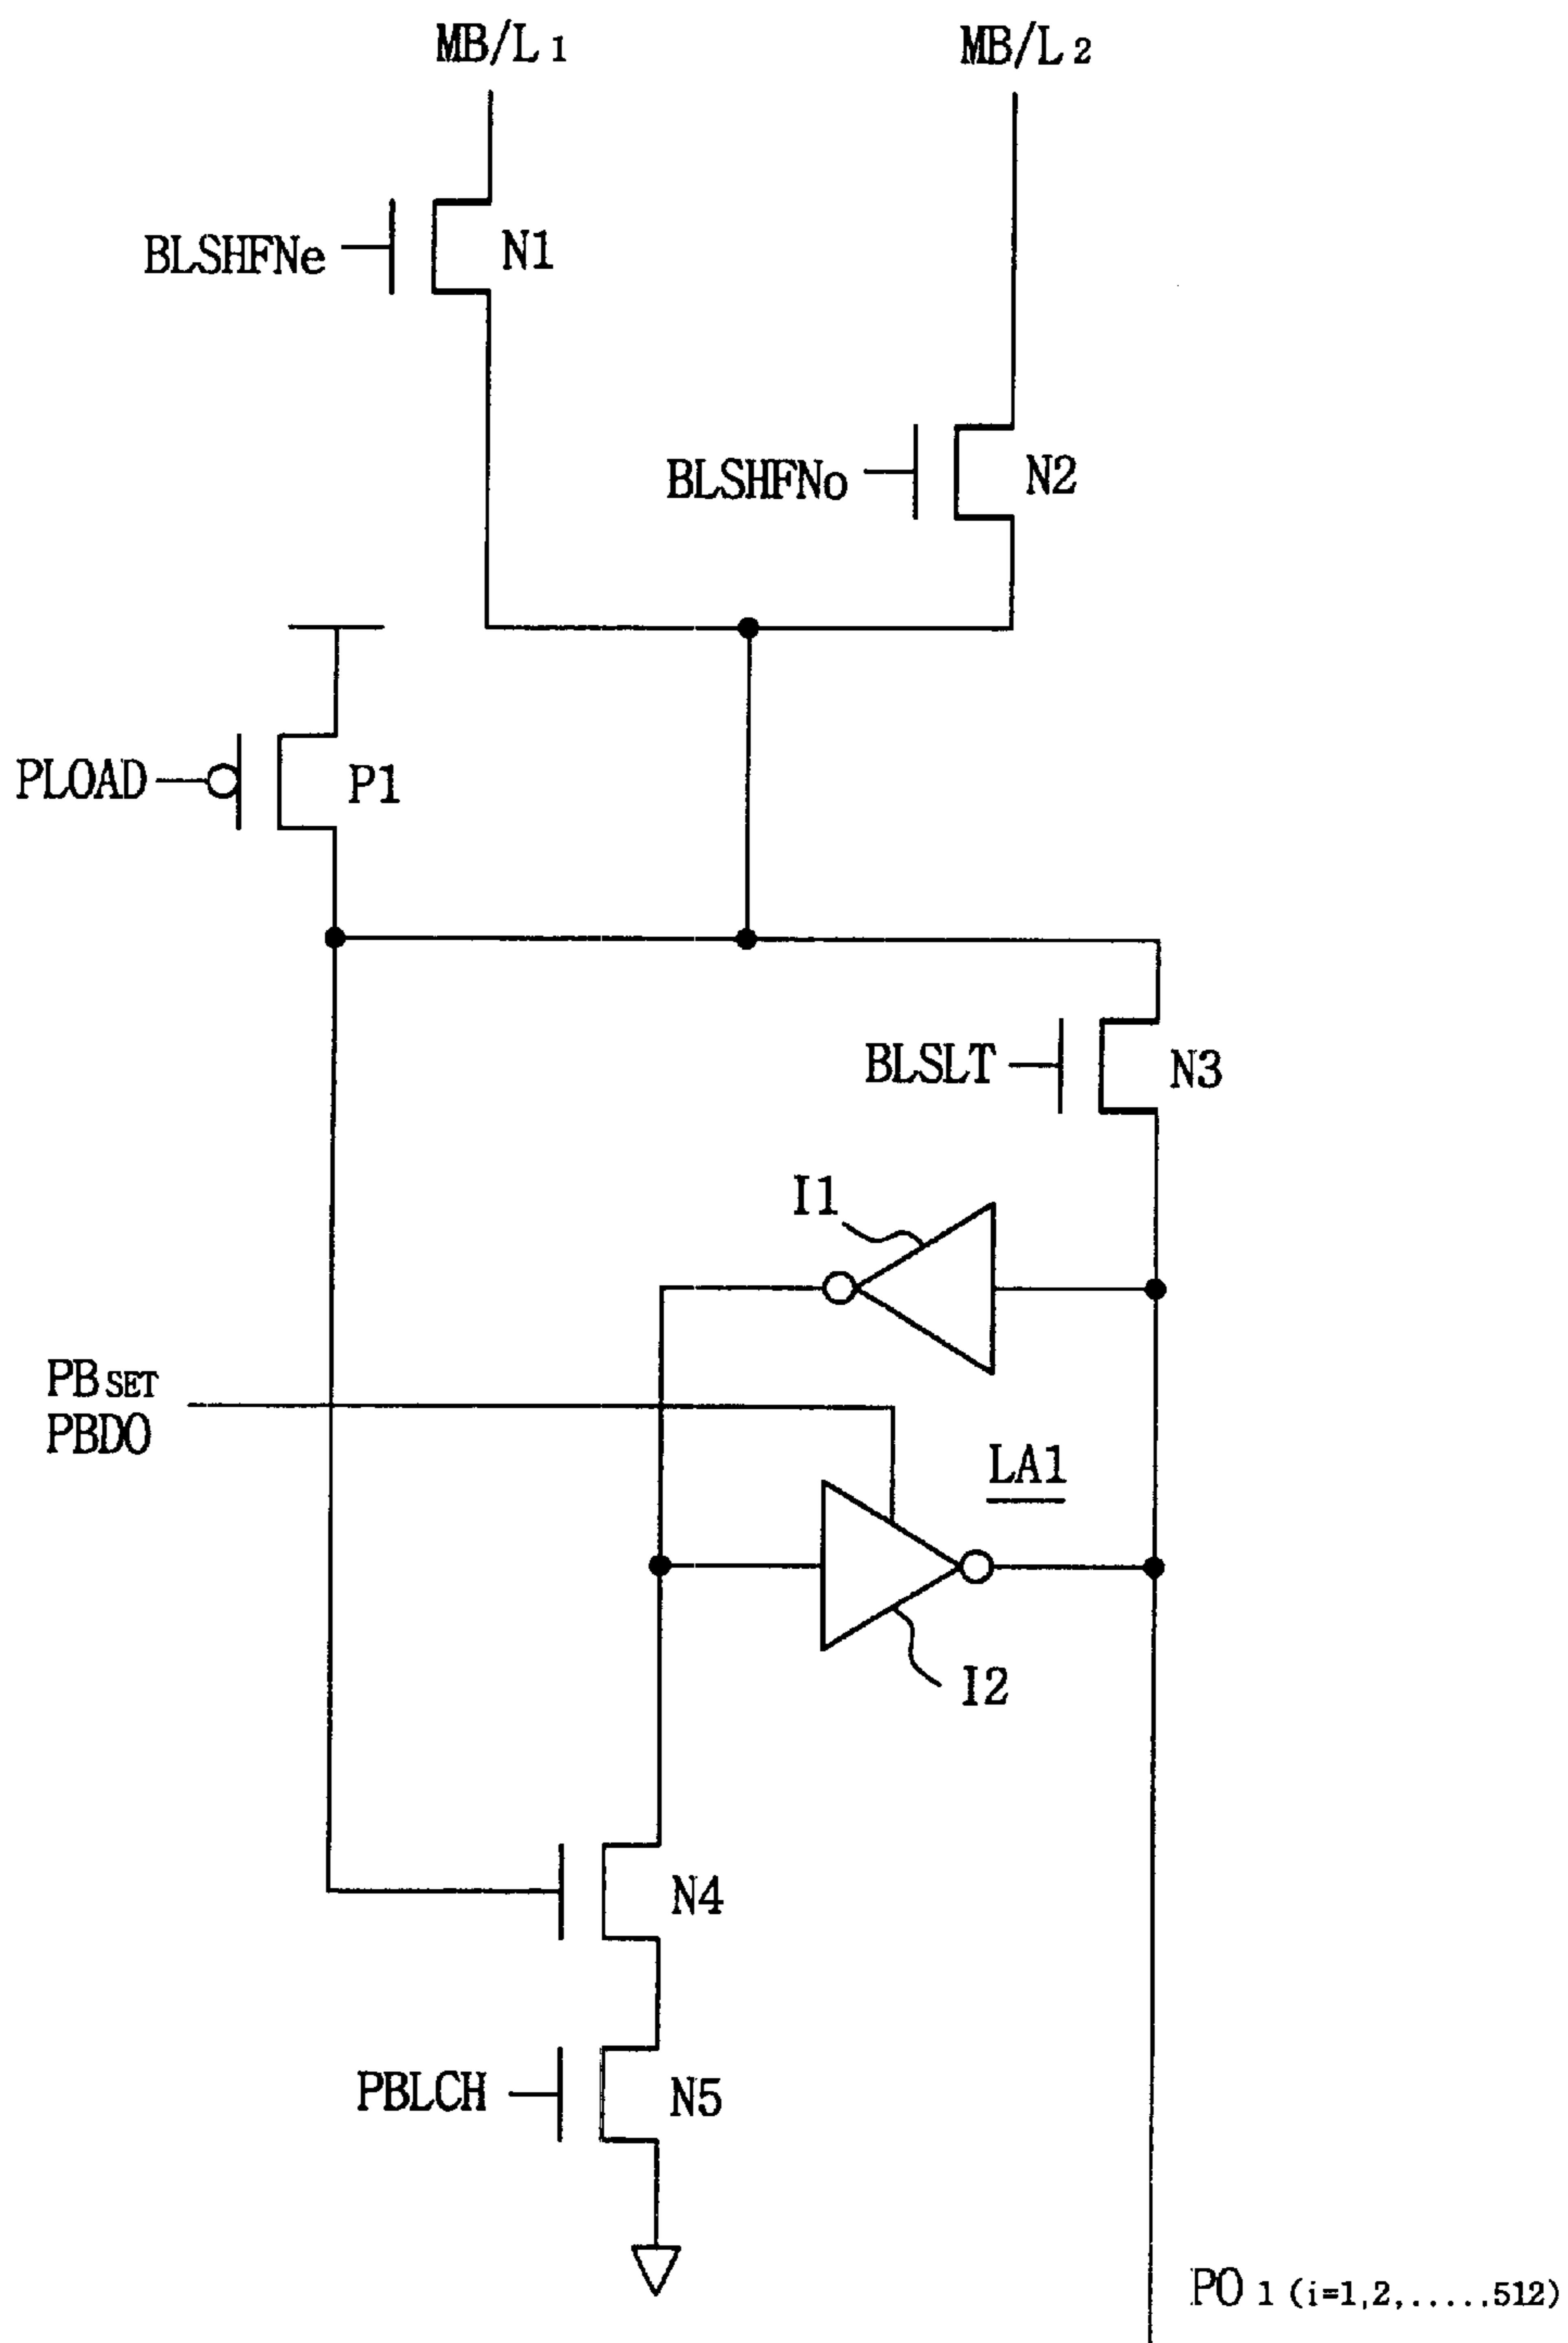 MB/L 1
MB/L 2
BLSHFNe
N1
BLSHFNo
N2
PLOAD
P1
BLSLT
N3
I1
PB SET
PBDO
LA1
I2
N4
PBLCH
N5
PO 1 (i=1,2,.....,512)